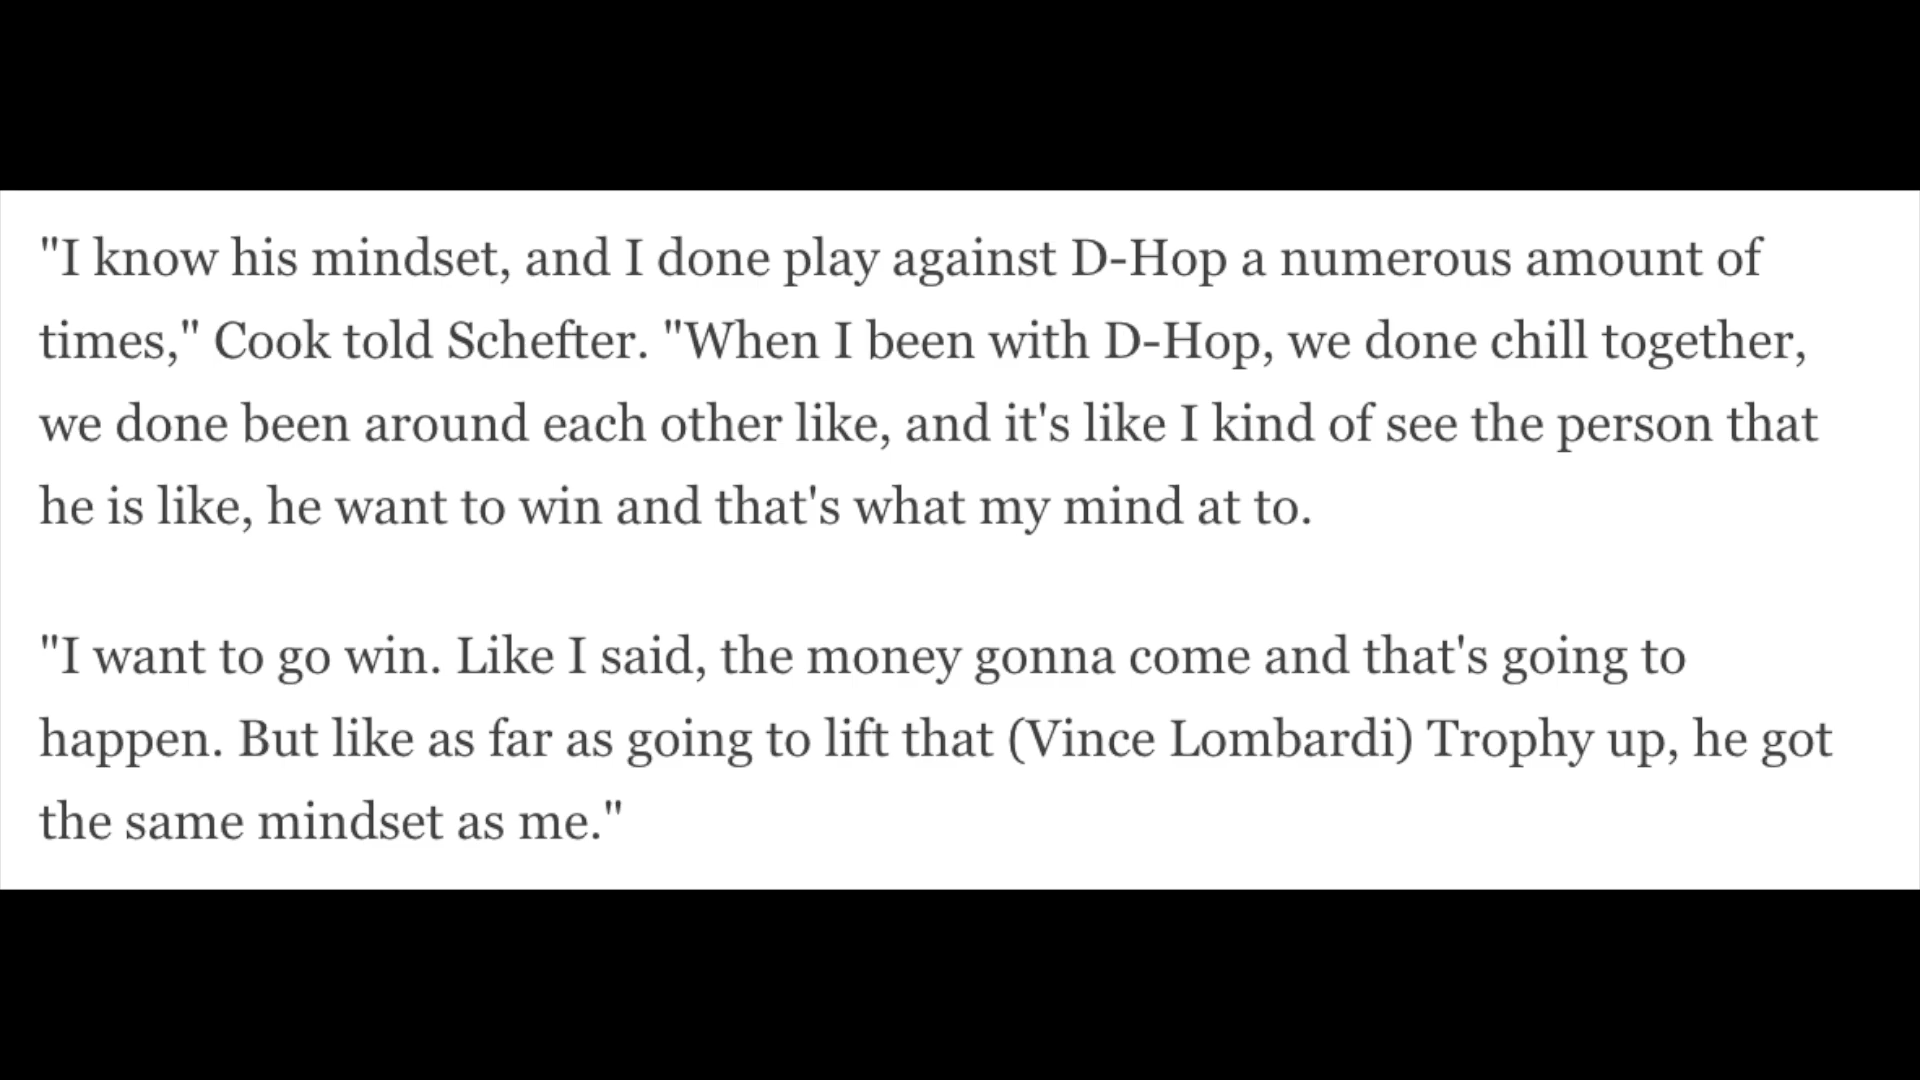 "I know his mindset, and I done play against D-Hop a numerous amount of
times," Cook told Schefter. "When I been with D-Hop, we done chill together,
we done been around each other like, and it's like I kind of see the person that
he is like, he want to win and that's what my mind at to.
"I want to go win. Like I said, the money gonna come and that's going to
happen. But like as far as going to lift that (Vince Lombardi) Trophy up, he got
the same mindset as me."